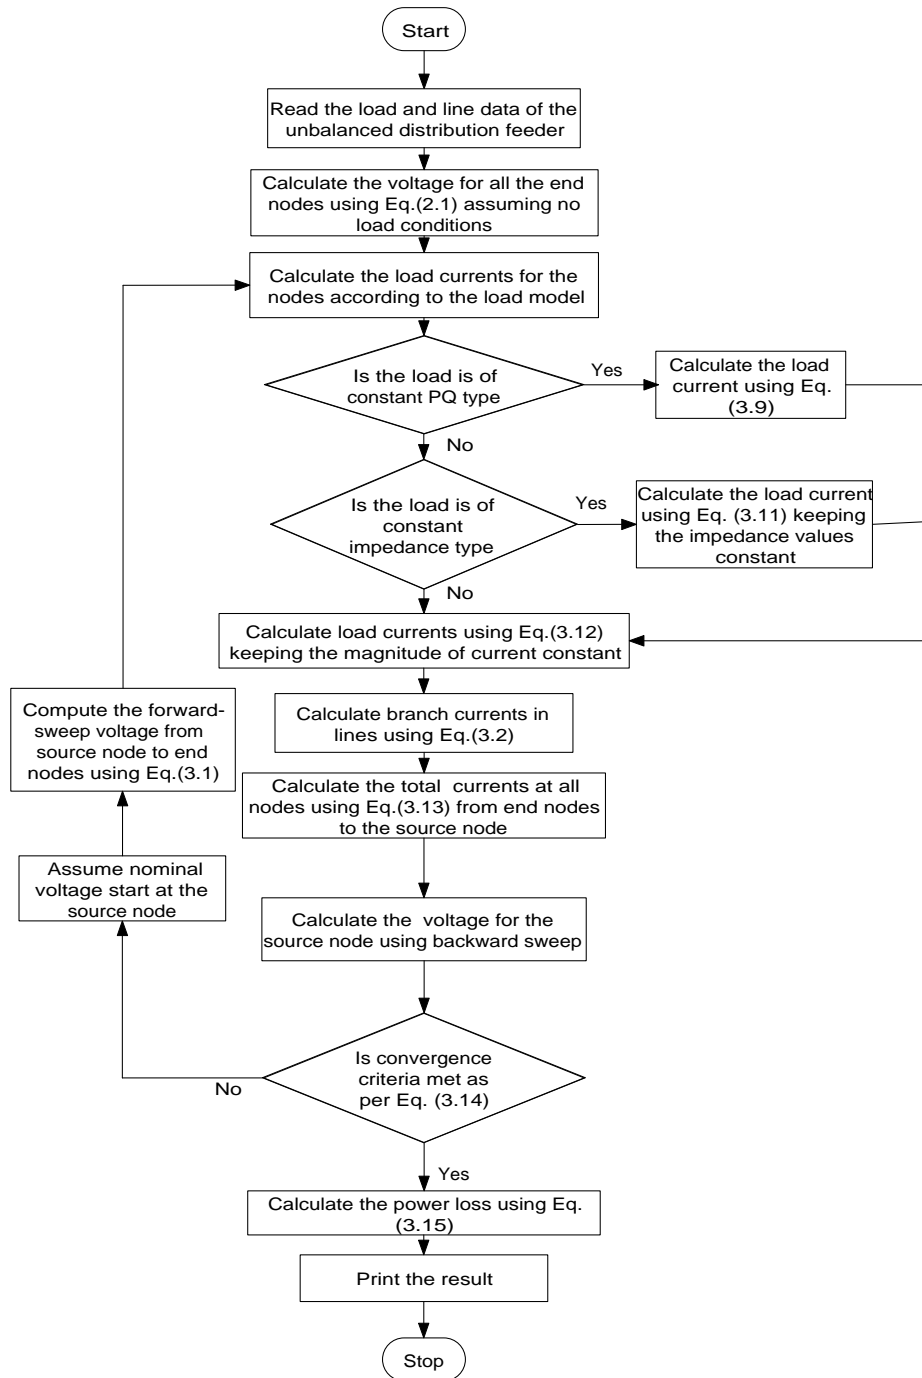 Start
Read the load and line data of the
unbalanced distribution feeder
Calculate the voltage for all the end
nodes using Eq.(2.1) assuming no
load conditions
Calculate the load currents for the
nodes according to the load model
Is the load is of
constant PQ type
Yes
Calculate the load
current using Eq.
(3.9)
No
Is the load is of
constant
impedance type
Yes
Calculate the load current
using Eq. (3.11) keeping
the impedance values
constant
No
Calculate load currents using Eq.(3.12)
keeping the magnitude of current constant
Calculate branch currents in
lines using Eq.(3.2)
Calculate the total currents at all
nodes using Eq.(3.13) from end nodes
to the source node
Calculate the voltage for the
source node using backward sweep
Is convergence
criteria met as
per Eq. (3.14)
No
Assume nominal
voltage start at the
source node
Compute the forward-
sweep voltage from
source node to end
nodes using Eq.(3.1)
Yes
Calculate the power loss using Eq.
(3.15)
Print the result
Stop